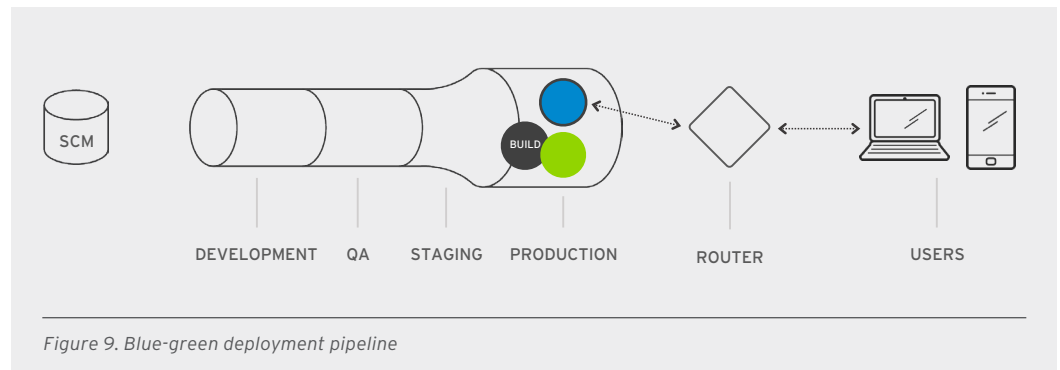 SCM
BUILD
DEVELOPMENT QA STAGING PRODUCTION ROUTER USERS
Figure 9. Blue-green deployment pipeline